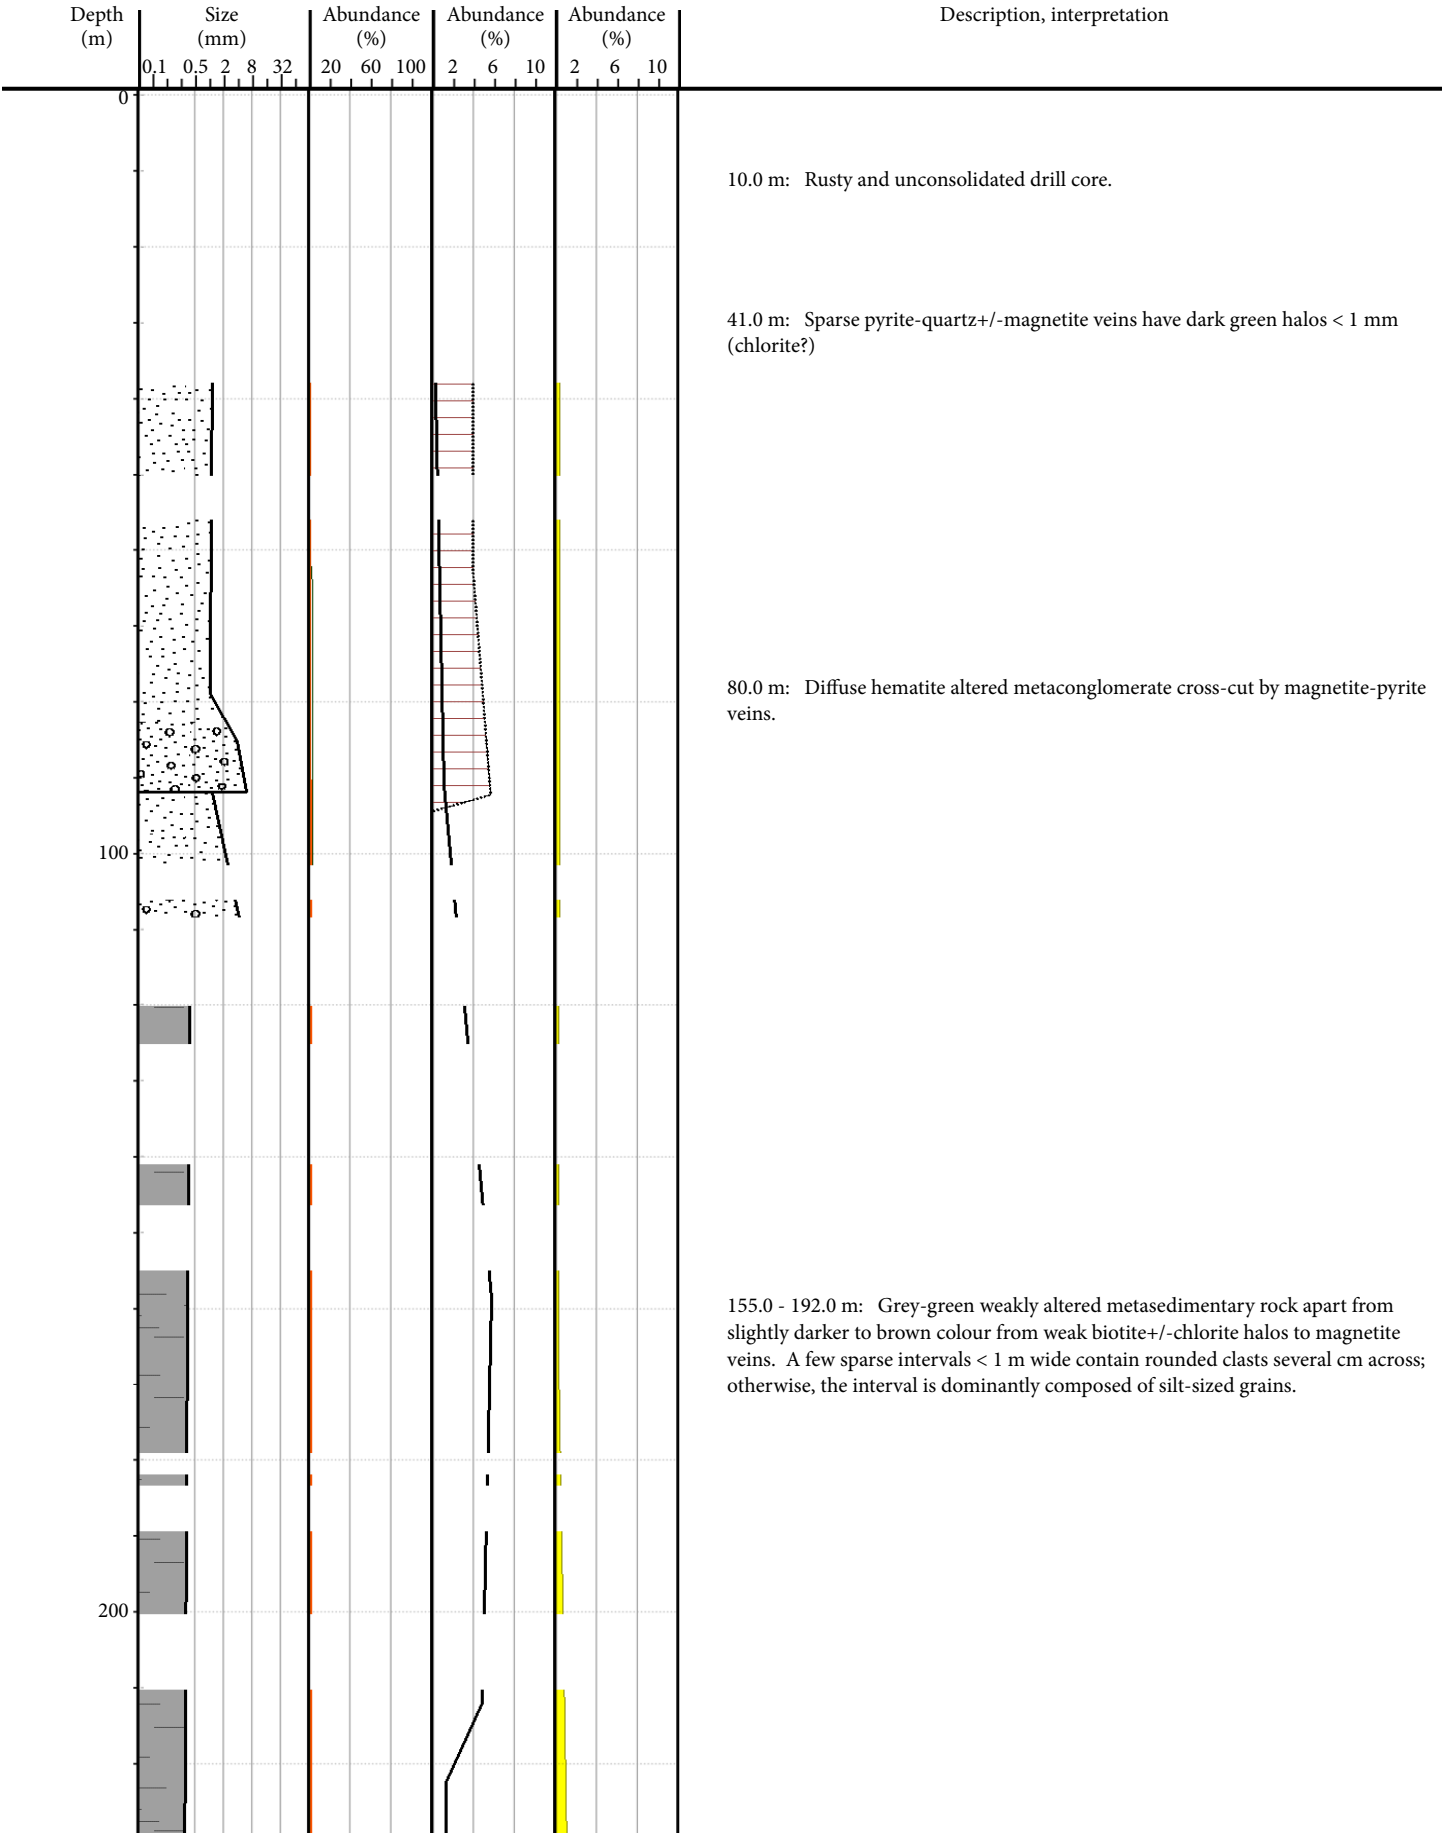 Depth Size Abundance Abundance Abundance Description, interpretation
(m) (mm) (%) (%) (%)
0.1 0.5 2 8 32 20 60 100 2 6 10 2 6 10
0
10.0 m: Rusty and unconsolidated drill core.
41.0 m: Sparse pyrite-quartz+/-magnetite veins have dark green halos < 1 mm
(chlorite?)
80.0 m: Diffuse hematite altered metaconglomerate cross-cut by magnetite-pyrite
veins.
100
155.0 - 192.0 m: Grey-green weakly altered metasedimentary rock apart from
slightly darker to brown colour from weak biotite+/-chlorite halos to magnetite
veins. A few sparse intervals < 1 m wide contain rounded clasts several cm across;
otherwise, the interval is dominantly composed of silt-sized grains.
200